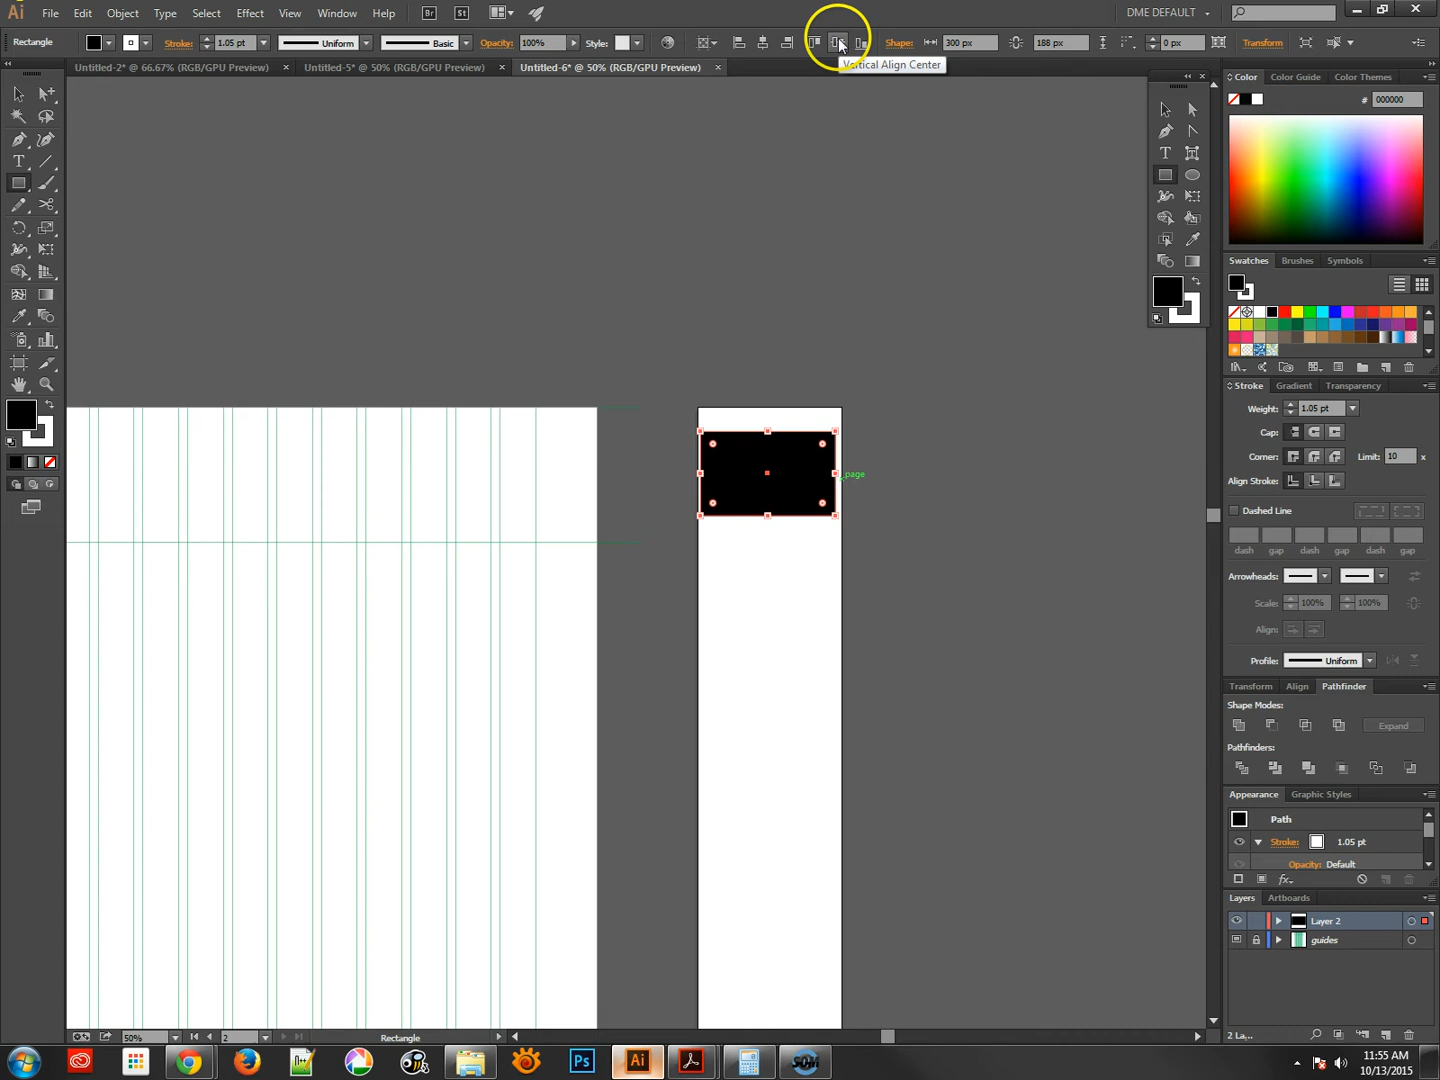 Ai File Edit Object Type Select Effect View Window Help Br St DME DEFAULT
Rectangle Stroke: 1.05 pt Uniform Basic Opacity: 100% Style: Shape: 300 px 188 px 0 px Transform
Vertical Align Center
Untitled-2* @ 66.67% (RGB/GPU Preview) × Untitled-5* @ 50% (RGB/GPU Preview) × Untitled-6* @ 50% (RGB/GPU Preview) ×
Color Color Guide Color Themes
# 000000
Swatches Brushes Symbols
Stroke Gradient Transparency
Weight: 1.05 pt
Cap:
Corner: Limit: 10 x
Align Stroke:
page
Dashed Line
dash gap dash gap dash gap
Arrowheads:
Scale: 100% 100%
Align:
Profile: Uniform
Transform Align Pathfinder
Shape Modes:
Expand
Pathfinders:
Appearance Graphic Styles
Path
Stroke: 1.05 pt
Opacity: Default
Layers Artboards
Layer 2
guides
2 La...
50% 2 Rectangle
Ps Ai
11:55 AM
10/13/2015